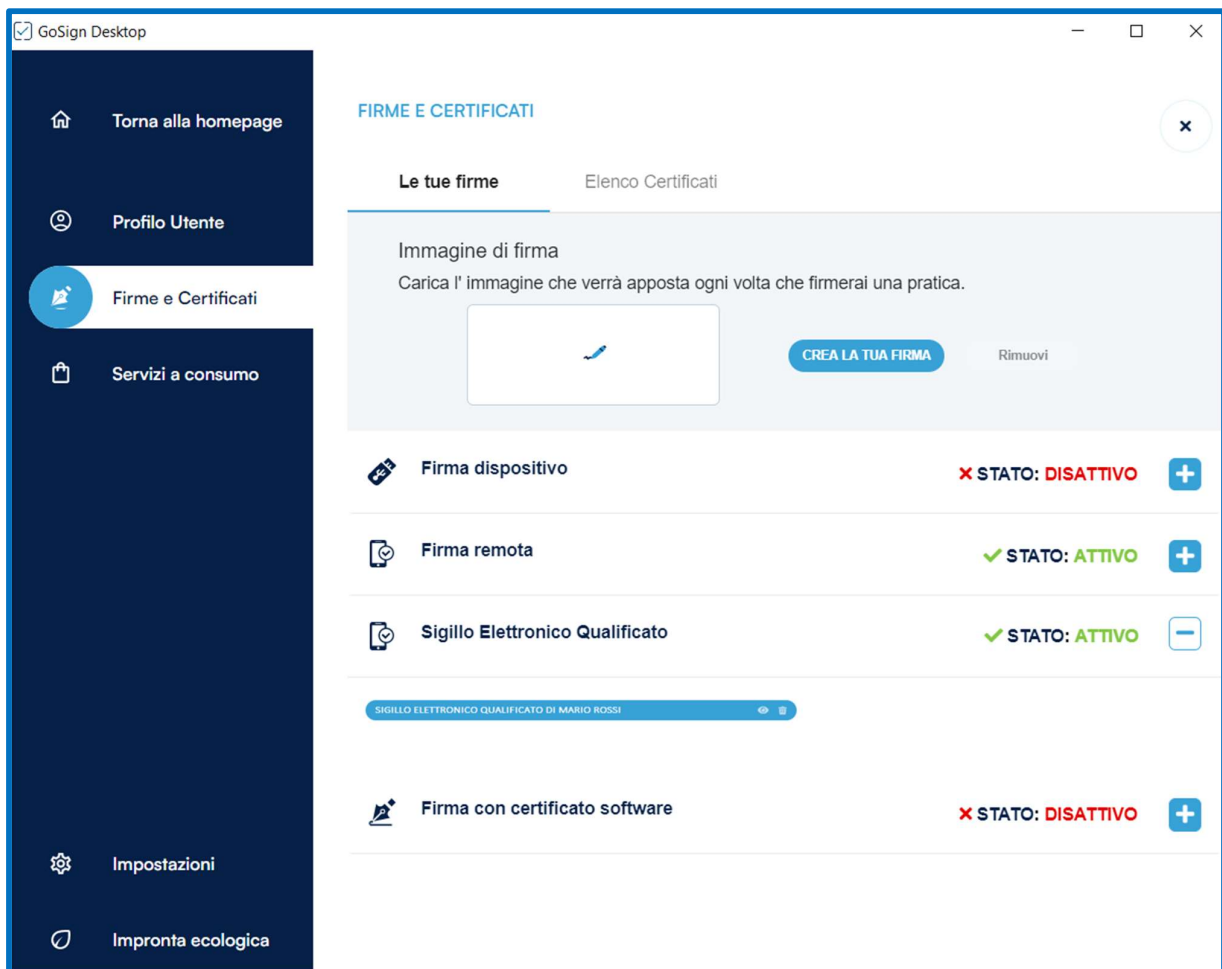 GoSign Desktop
Torna alla homepage
Profilo Utente
Firme e Certificati
Servizi a consumo
Impostazioni
Impronta ecologica
FIRME E CERTIFICATI
Le tue firme
Elenco Certificati
Immagine di firma
Carica l' immagine che verrà apposta ogni volta che firmerai una pratica.
CREA LA TUA FIRMA
Rimuovi
Firma dispositivo
STATO: DISATTIVO
Firma remota
STATO: ATTIVO
Sigillo Elettronico Qualificato
STATO: ATTIVO
SIGILLO ELETTRONICO QUALIFICATO DI MARIO ROSSI
Firma con certificato software
STATO: DISATTIVO